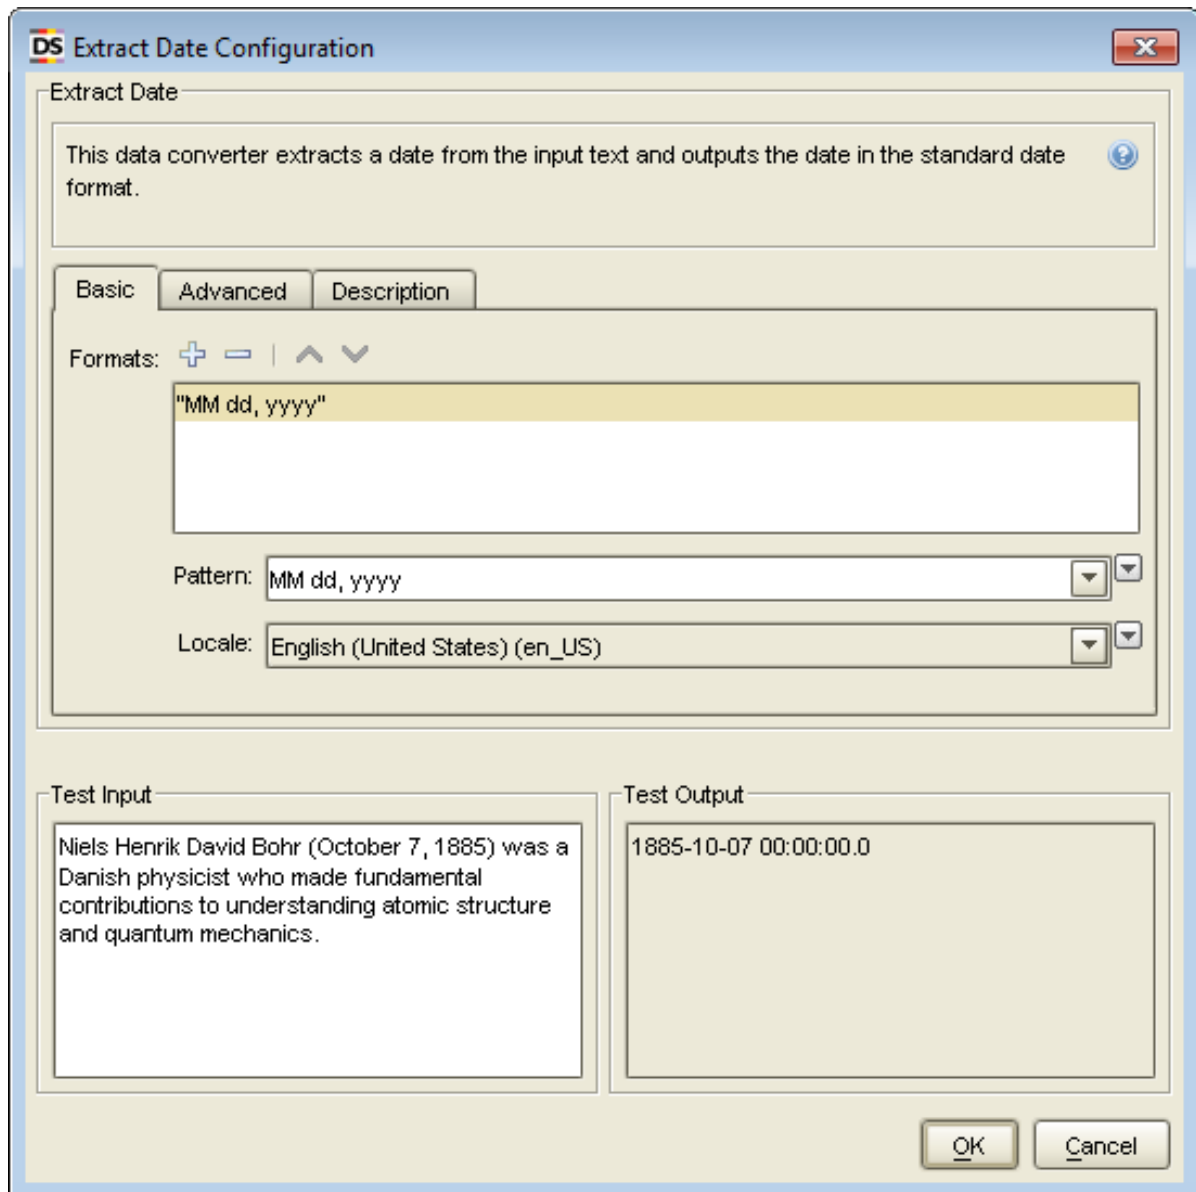 DS Extract Date Configuration
Extract Date
This data converter extracts a date from the input text and outputs the date in the standard date
format.
Basic
Advanced
Description
Formats:
"MM dd, yyyy"
Pattern:
MM dd, yyyy
Locale:
English (United States) (en_US)
Test Input
Niels Henrik David Bohr (October 7, 1885) was a
Danish physicist who made fundamental
contributions to understanding atomic structure
and quantum mechanics.
Test Output
1885-10-07 00:00:00.0
OK
Cancel